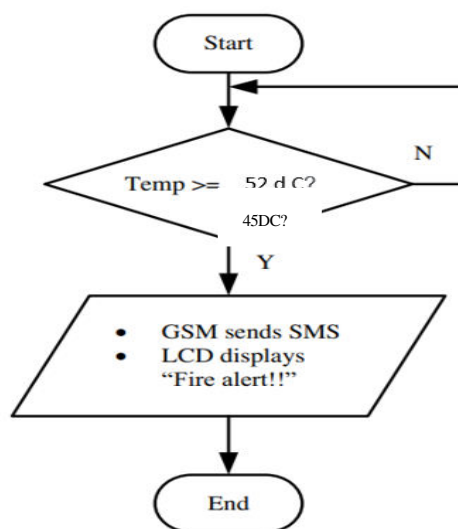 Start
N
Temp >= 52 d C?
45DC?
Y
• GSM sends SMS
• LCD displays
“Fire alert!!”
End